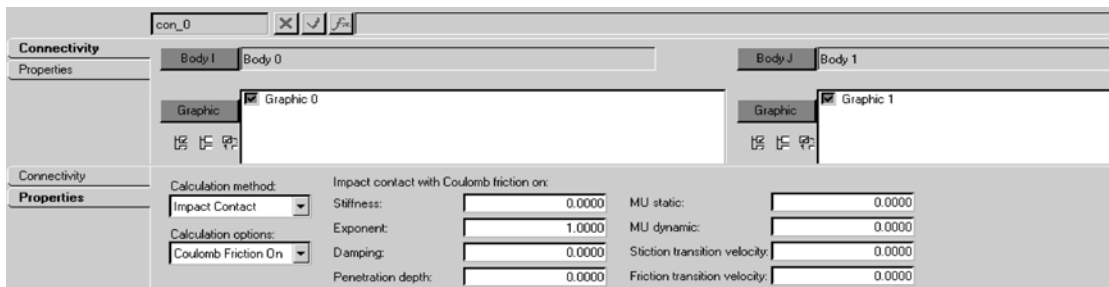 con_0
Connectivity
Properties
Body I Body 0 Body J Body 1
Graphic Graphic 0 Graphic Graphic 1
Connectivity
Properties
Calculation method: Impact contact with Coulomb friction on:
Impact Contact Stiffness: 0.0000 MU static: 0.0000
Exponent: 1.0000 MU dynamic: 0.0000
Calculation options:
Coulomb Friction On Damping: 0.0000 Stiction transition velocity: 0.0000
Penetration depth: 0.0000 Friction transition velocity: 0.0000